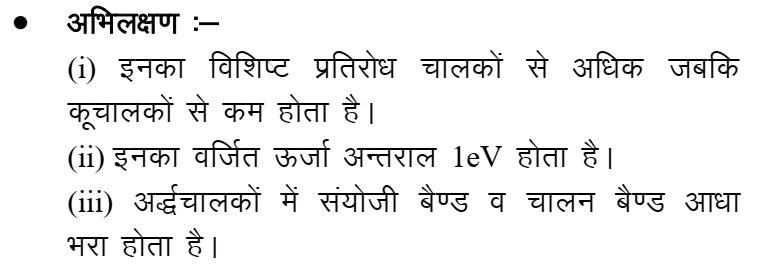 • अभिलक्षण :–
(i) इनका विशिष्ट प्रतिरोध चालकों से अधिक जबकि
कूचालकों से कम होता है।
(ii) इनका वर्जित ऊर्जा अन्तराल 1eV होता है।
(iii) अर्द्धचालकों में संयोजी बैण्ड व चालन बैण्ड आधा
भरा होता है।